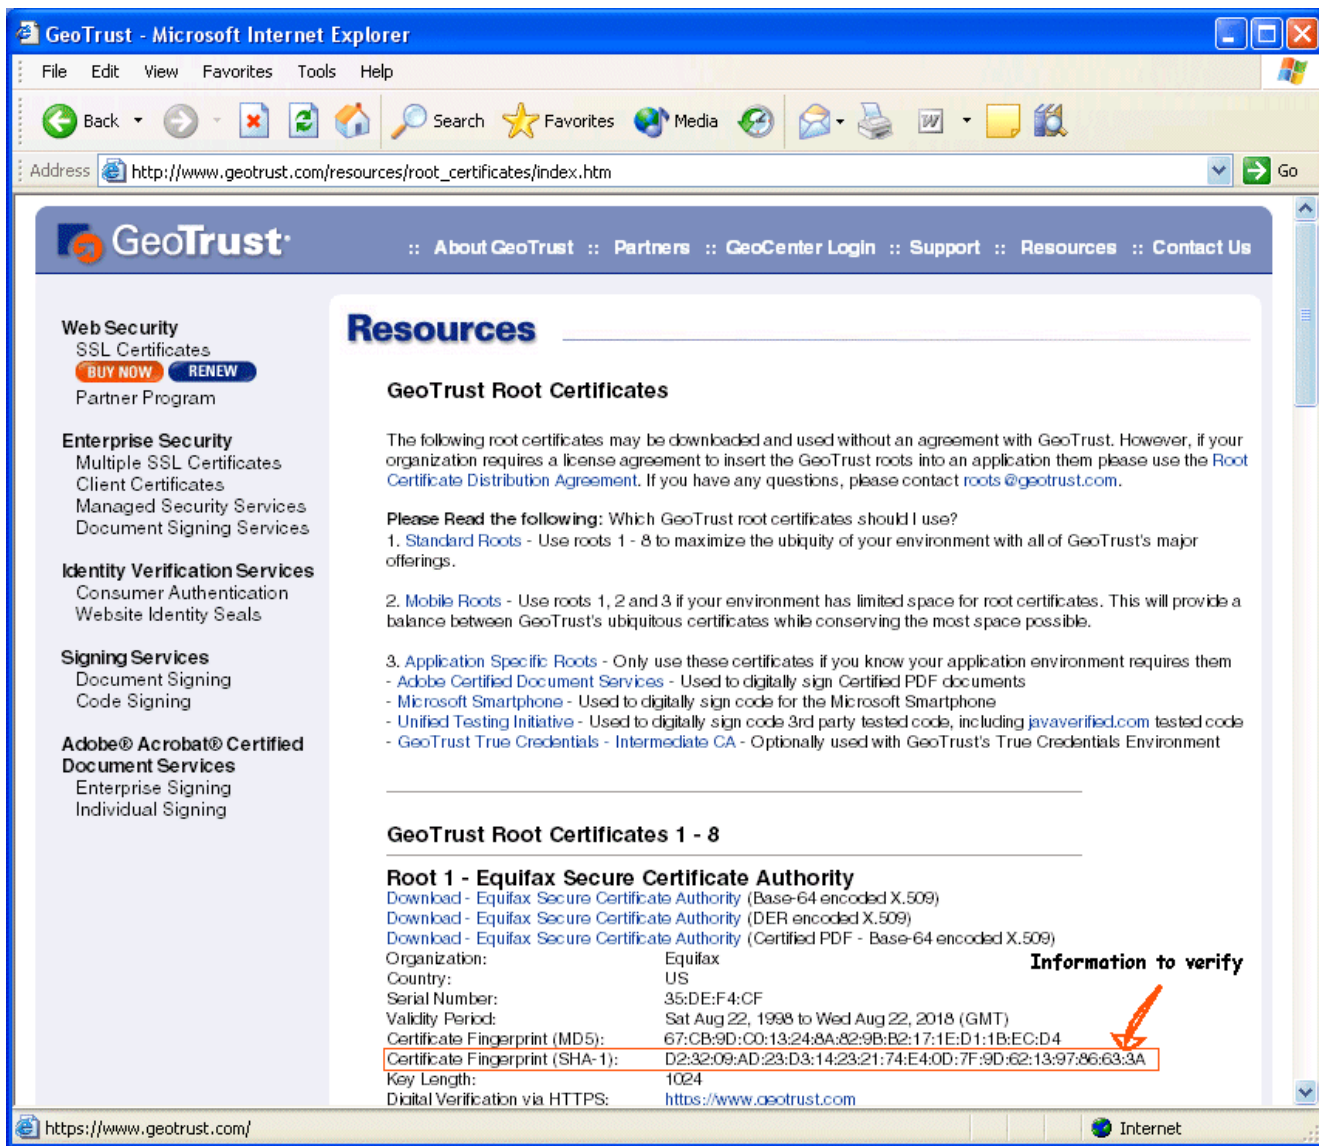 GeoTrust - Microsoft Internet Explorer
File Edit View Favorites Tools Help
Back Search Favorites Media
Address http://www.geotrust.com/resources/root_certificates/index.htm Go
GeoTrust :: About GeoTrust :: Partners :: GeoCenter Login :: Support :: Resources :: Contact Us
Web Security
SSL Certificates
BUY NOW RENEW
Partner Program
Enterprise Security
Multiple SSL Certificates
Client Certificates
Managed Security Services
Document Signing Services
Identity Verification Services
Consumer Authentication
Website Identity Seals
Signing Services
Document Signing
Code Signing
Adobe® Acrobat® Certified
Document Services
Enterprise Signing
Individual Signing
Resources
GeoTrust Root Certificates
The following root certificates may be downloaded and used without an agreement with GeoTrust. However, if your
organization requires a license agreement to insert the GeoTrust roots into an application them please use the Root
Certificate Distribution Agreement. If you have any questions, please contact roots@geotrust.com.
Please Read the following: Which GeoTrust root certificates should I use?
1. Standard Roots - Use roots 1 - 8 to maximize the ubiquity of your environment with all of GeoTrust's major
offerings.
2. Mobile Roots - Use roots 1, 2 and 3 if your environment has limited space for root certificates. This will provide a
balance between GeoTrust's ubiquitous certificates while conserving the most space possible.
3. Application Specific Roots - Only use these certificates if you know your application environment requires them
- Adobe Certified Document Services - Used to digitally sign Certified PDF documents
- Microsoft Smartphone - Used to digitally sign code for the Microsoft Smartphone
- Unified Testing Initiative - Used to digitally sign code 3rd party tested code, including javaverified.com tested code
- GeoTrust True Credentials - Intermediate CA - Optionally used with GeoTrust's True Credentials Environment
GeoTrust Root Certificates 1 - 8
Root 1 - Equifax Secure Certificate Authority
Download - Equifax Secure Certificate Authority (Base-64 encoded X.509)
Download - Equifax Secure Certificate Authority (DER encoded X.509)
Download - Equifax Secure Certificate Authority (Certified PDF - Base-64 encoded X.509)
Organization: Equifax
Information to verify
Country: US
Serial Number: 35:DE:F4:CF
Validity Period: Sat Aug 22, 1998 to Wed Aug 22, 2018 (GMT)
Certificate Fingerprint (MD5): 67:CB:9D:C0:13:24:8A:82:9B:B2:17:1E:D1:1B:EC:D4
Certificate Fingerprint (SHA-1): D2:32:09:AD:23:D3:14:23:21:74:E4:0D:7F:9D:62:13:97:86:63:3A
Key Length: 1024
Digital Verification via HTTPS: https://www.geotrust.com
https://www.geotrust.com/ Internet